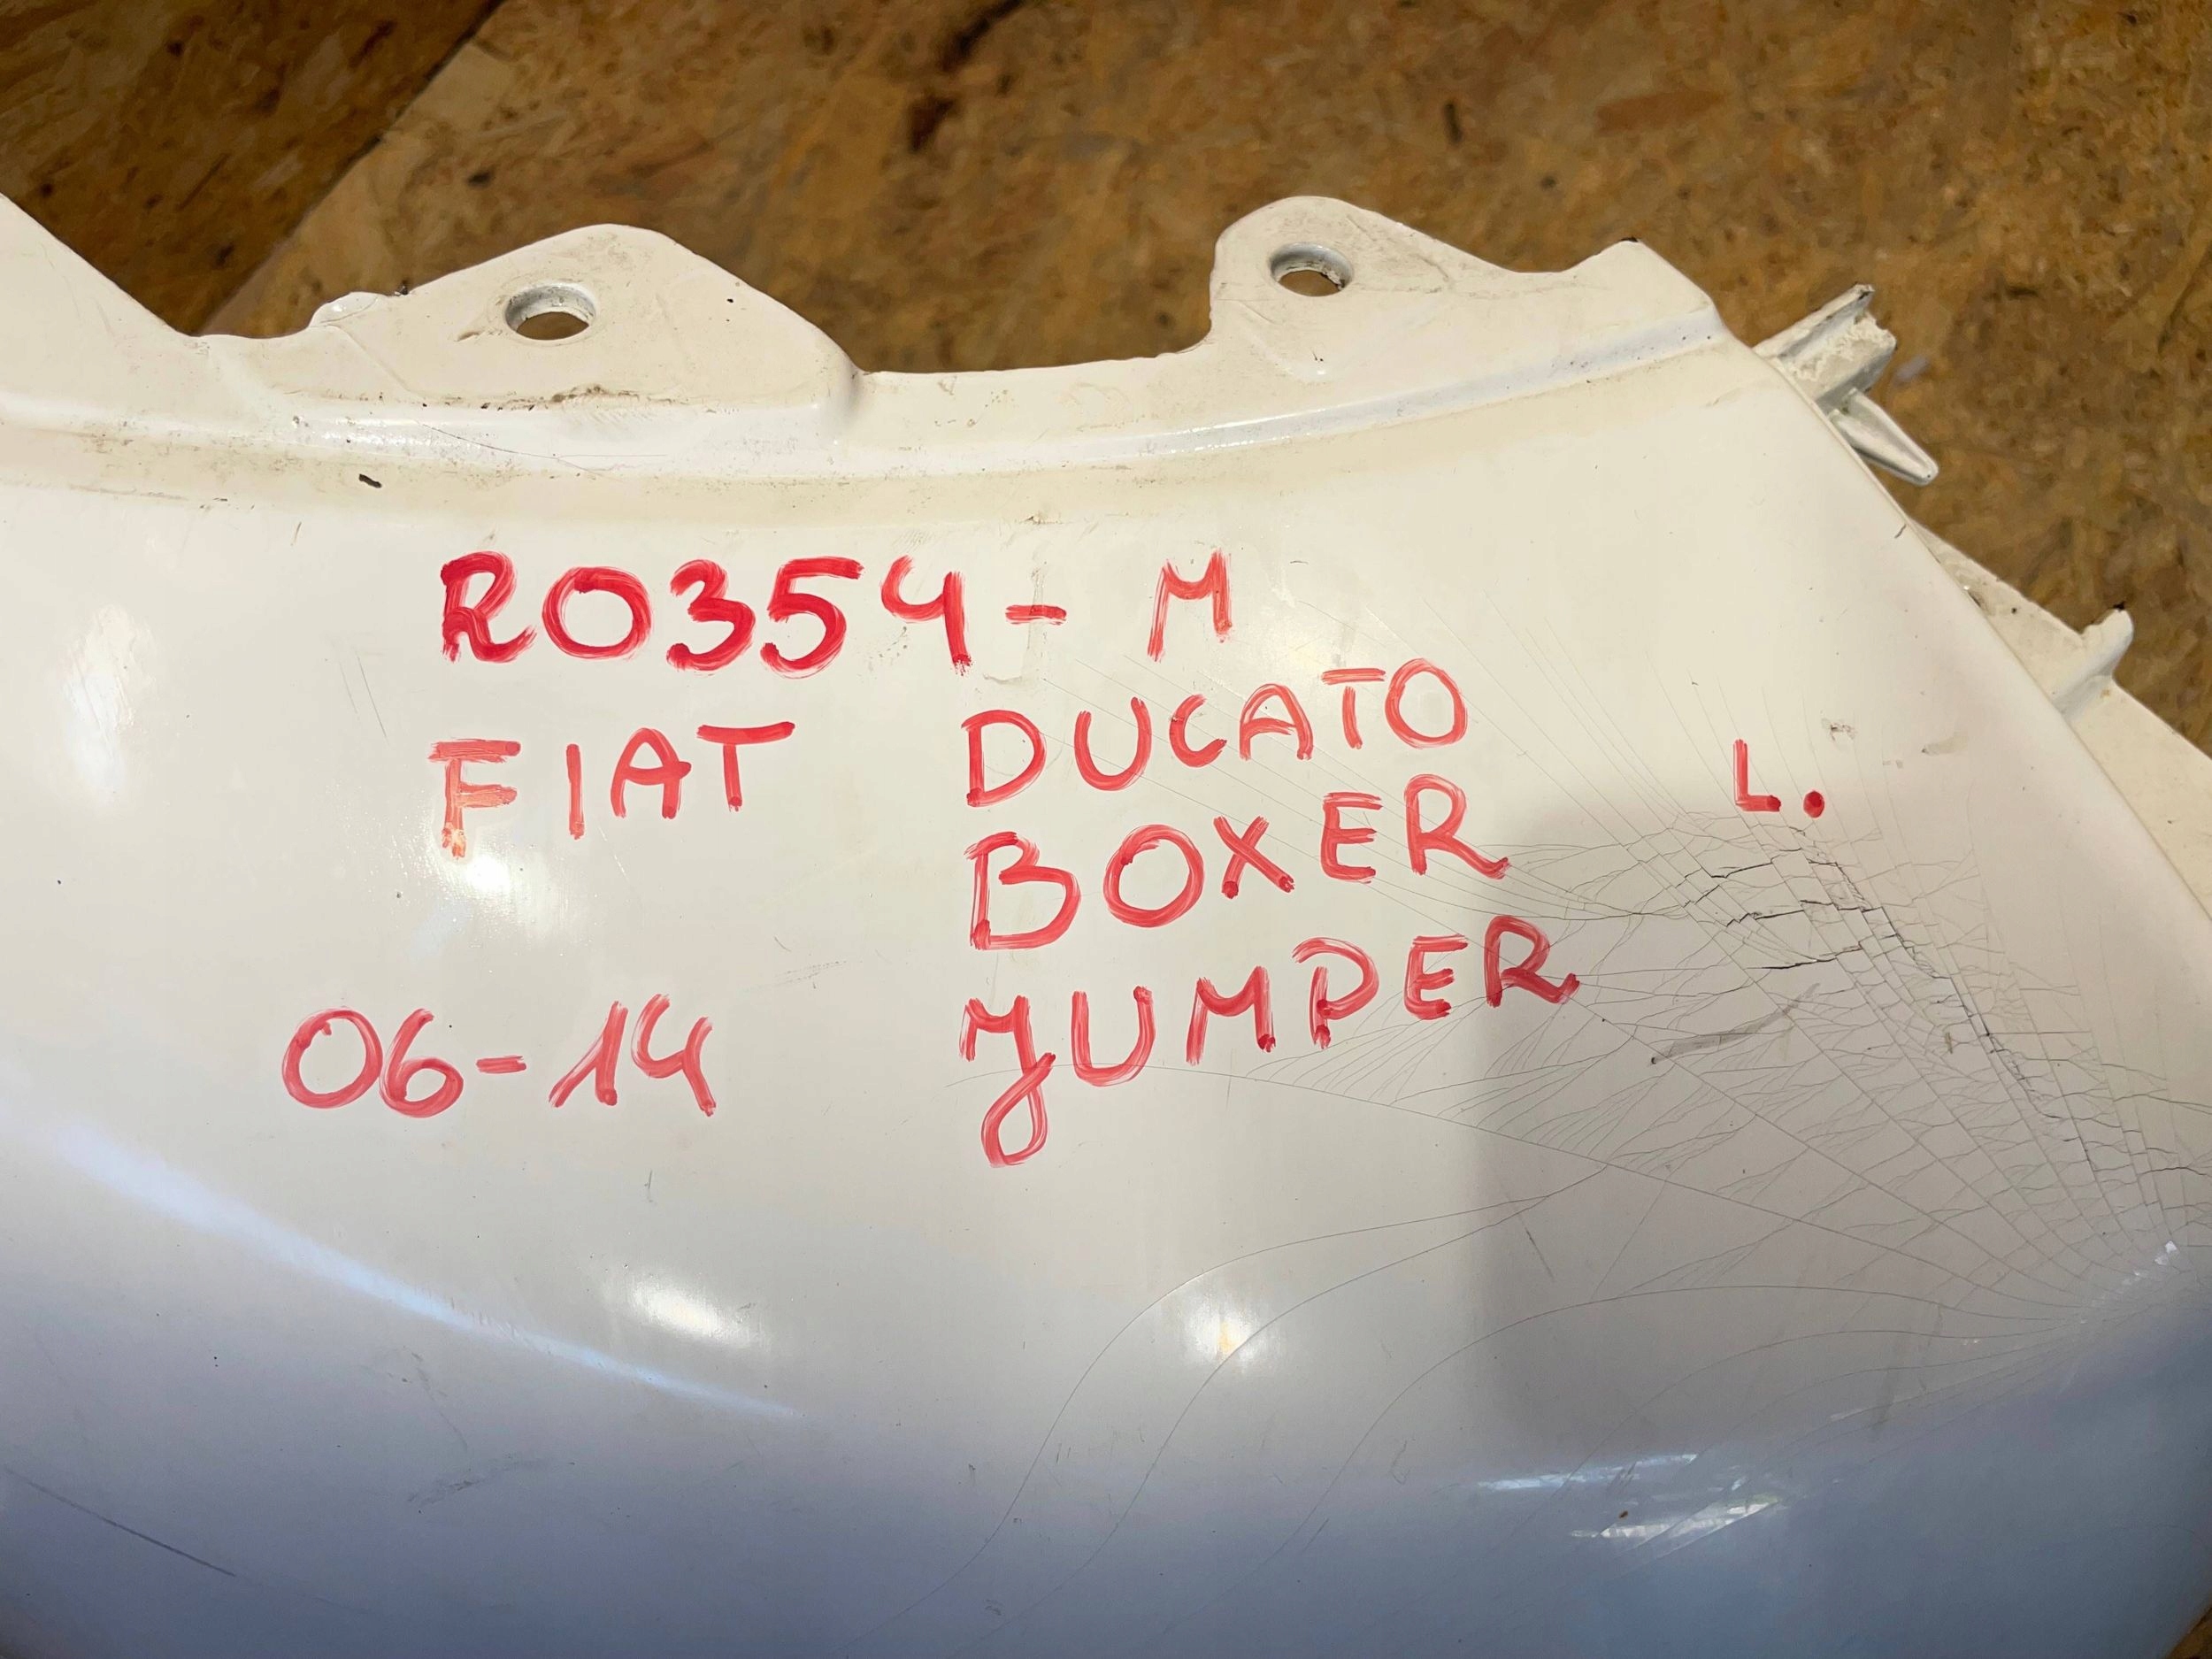 R0354 - M
FIAT DUCATO
BOXER L.
06-14 JUMPER